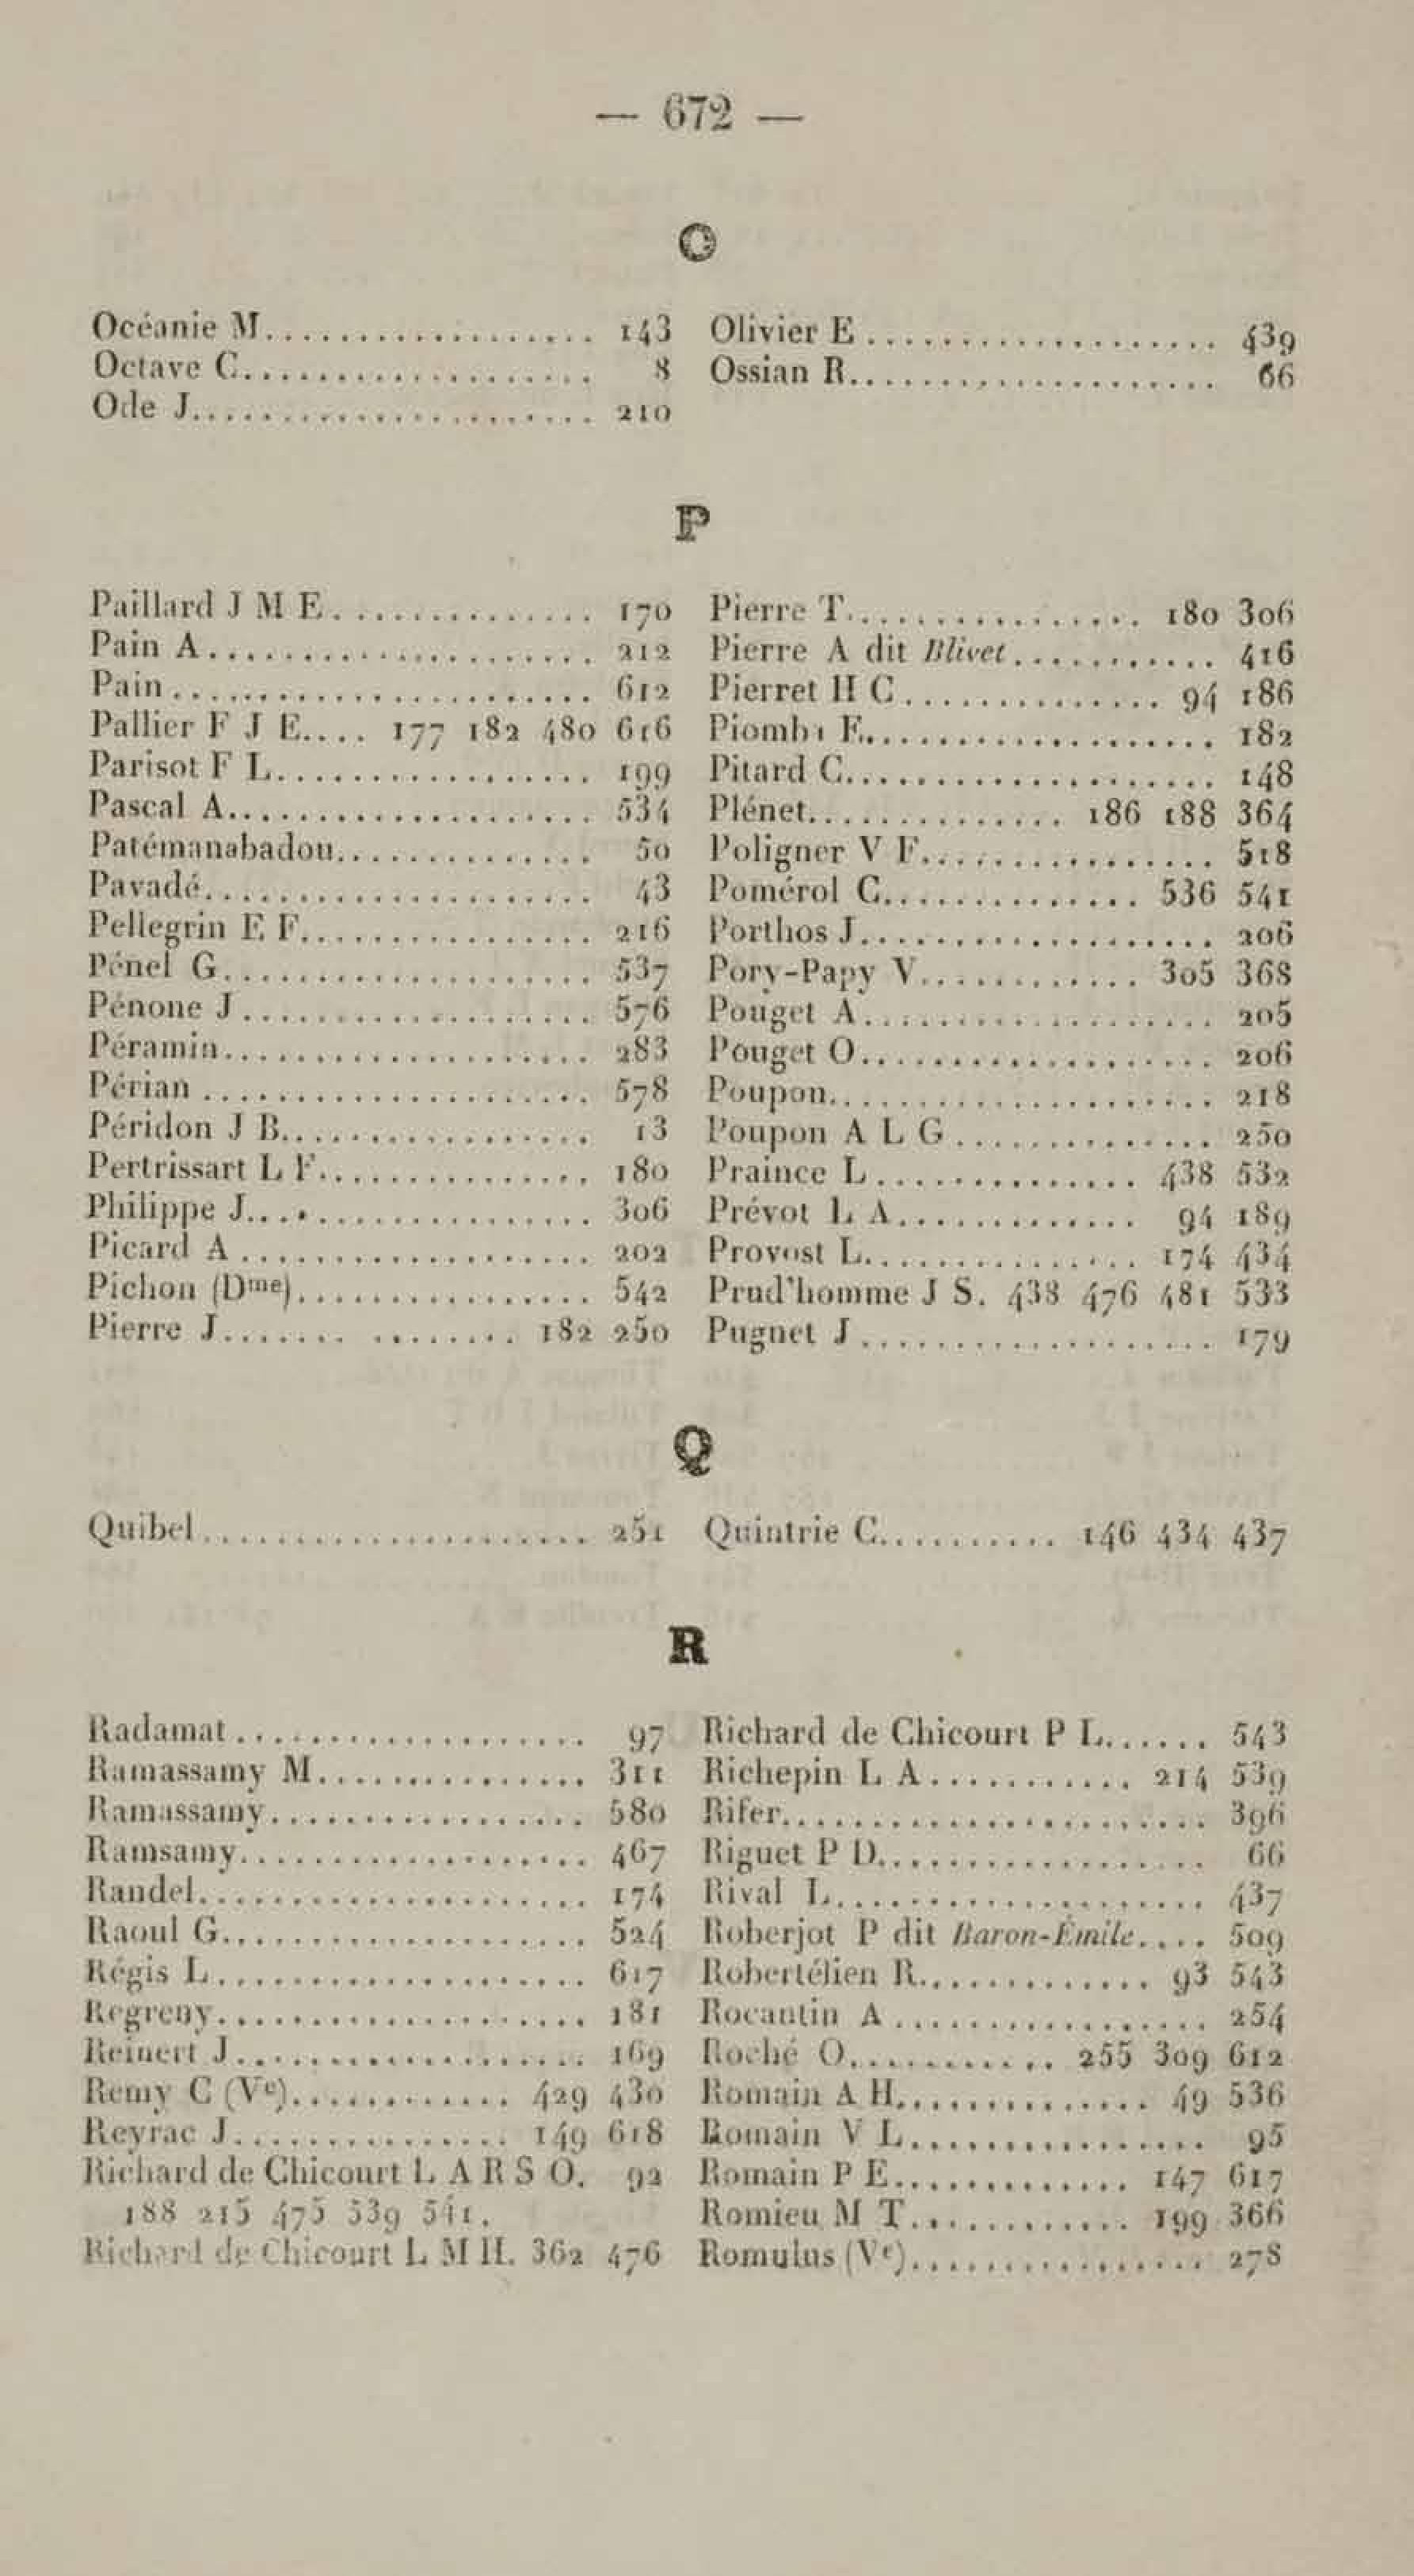 — 672 —
O
Océanie M.................. 143
Octave C................... 8
Ode J...................... 210
Olivier E................... 439
Ossian R.................... 66
P
Paillard J M E.............. 170
Pain A..................... 212
Pain....................... 612
Pallier F J E.... 177 182 480 616
Parisot F L................. 199
Pascal A.................... 534
Patémanabadou.............. 50
Pavadé..................... 43
Pellegrin E F................ 216
Pénel G.................... 537
Pénone J................... 576
Péramin.................... 283
Périan..................... 578
Péridon J B................. 13
Pertrissart L F............... 180
Philippe J................... 306
Picard A................... 202
Pichon (Dme)................ 542
Pierre J....... ........ 182 250
Pierre T................ 180 306
Pierre A dit Blivet........... 416
Pierret H C.............. 94 186
Piombi E................... 182
Pitard C.................... 148
Plénet.............. 186 188 364
Poligner V F................ 518
Pomérol C.............. 536 541
Porthos J................... 206
Pory-Papy V............ 305 368
Pouget A................... 205
Pouget O................... 206
Poupon..................... 218
Poupon A L G.............. 250
Praince L.............. 438 532
Prévot L A............. 94 189
Provost L............... 174 434
Prud'homme J S. 438 476 481 533
Pugnet J................... 179
Q
Quibel..................... 251
Quintrie C.......... 146 434 437
R
Radamat................... 97
Ramassamy M............... 311
Ramassamy................. 580
Ramsamy................... 467
Randel..................... 174
Raoul G.................... 524
Régis L.................... 617
Regreny.................... 181
Reinert J................... 169
Remy C (Ve)............ 429 430
Reyrac J............... 149 618
Richard de Chicourt L A R S O. 92
188 215 475 539 541.
Richard de Chicourt L M H. 362 476
Richard de Chicourt P L...... 543
Richepin L A........... 214 539
Rifer....................... 396
Riguet P D.................. 66
Rival L.................... 437
Roberjot P dit Baron-Émile.... 509
Robertélien R............. 93 543
Rocantin A................. 254
Roché O............ 255 309 612
Romain A H.............. 49 536
Romain V L................ 95
Romain P E............. 147 617
Romieu M T............ 199 366
Romulus (Ve)................ 278